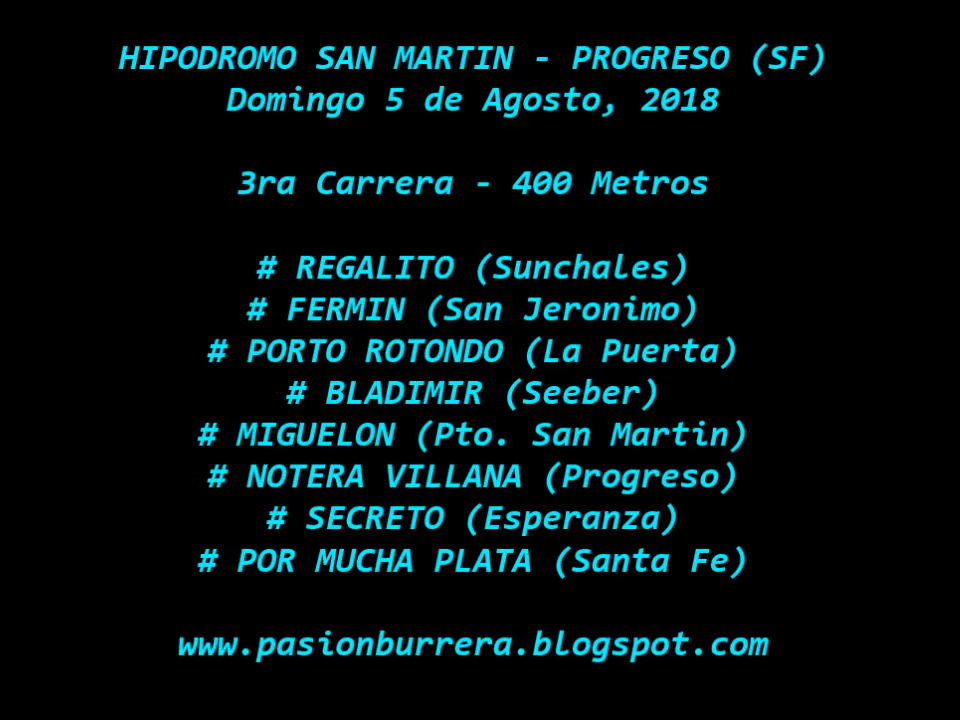 HIPODROMO SAN MARTIN - PROGRESO (SF)
Domingo 5 de Agosto, 2018
3ra Carrera - 400 Metros
# REGALITO (Sunchales)
# FERMIN (San Jeronimo)
# PORTO ROTONDO (La Puerta)
# BLADIMIR (Seeber)
# MIGUELON (Pto. San Martin)
# NOTERA VILLANA (Progreso)
# SECRETO (Esperanza)
# POR MUCHA PLATA (Santa Fe)
www.pasionburrera.blogspot.com